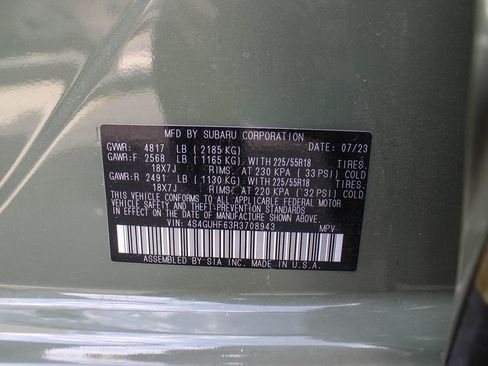 MFD BY SUBARU CORPORATION DATE: 07/23
GVWR: 4817 LB (2185 KG)
GAWR:F 2568 LB (1165 KG) WITH 225/55R18 TIRES.
18X7J RIMS. AT 230 KPA (33 PSI) COLD
GAWR:R 2491 LB (1130 KG) WITH 225/55R18 TIRES.
18X7J RIMS. AT 220 KPA (32 PSI) COLD
THIS VEHICLE CONFORMS TO ALL APPLICABLE FEDERAL MOTOR
VEHICLE SAFETY, BUMPER, AND THEFT PREVENTION STANDARDS IN
EFFECT ON THE DATE OF MANUFACTURE SHOWN ABOVE.
VIN: 4S4GUHF63R3708943 MPV
ASSEMBLED BY SIA INC. MADE IN U.S.A.